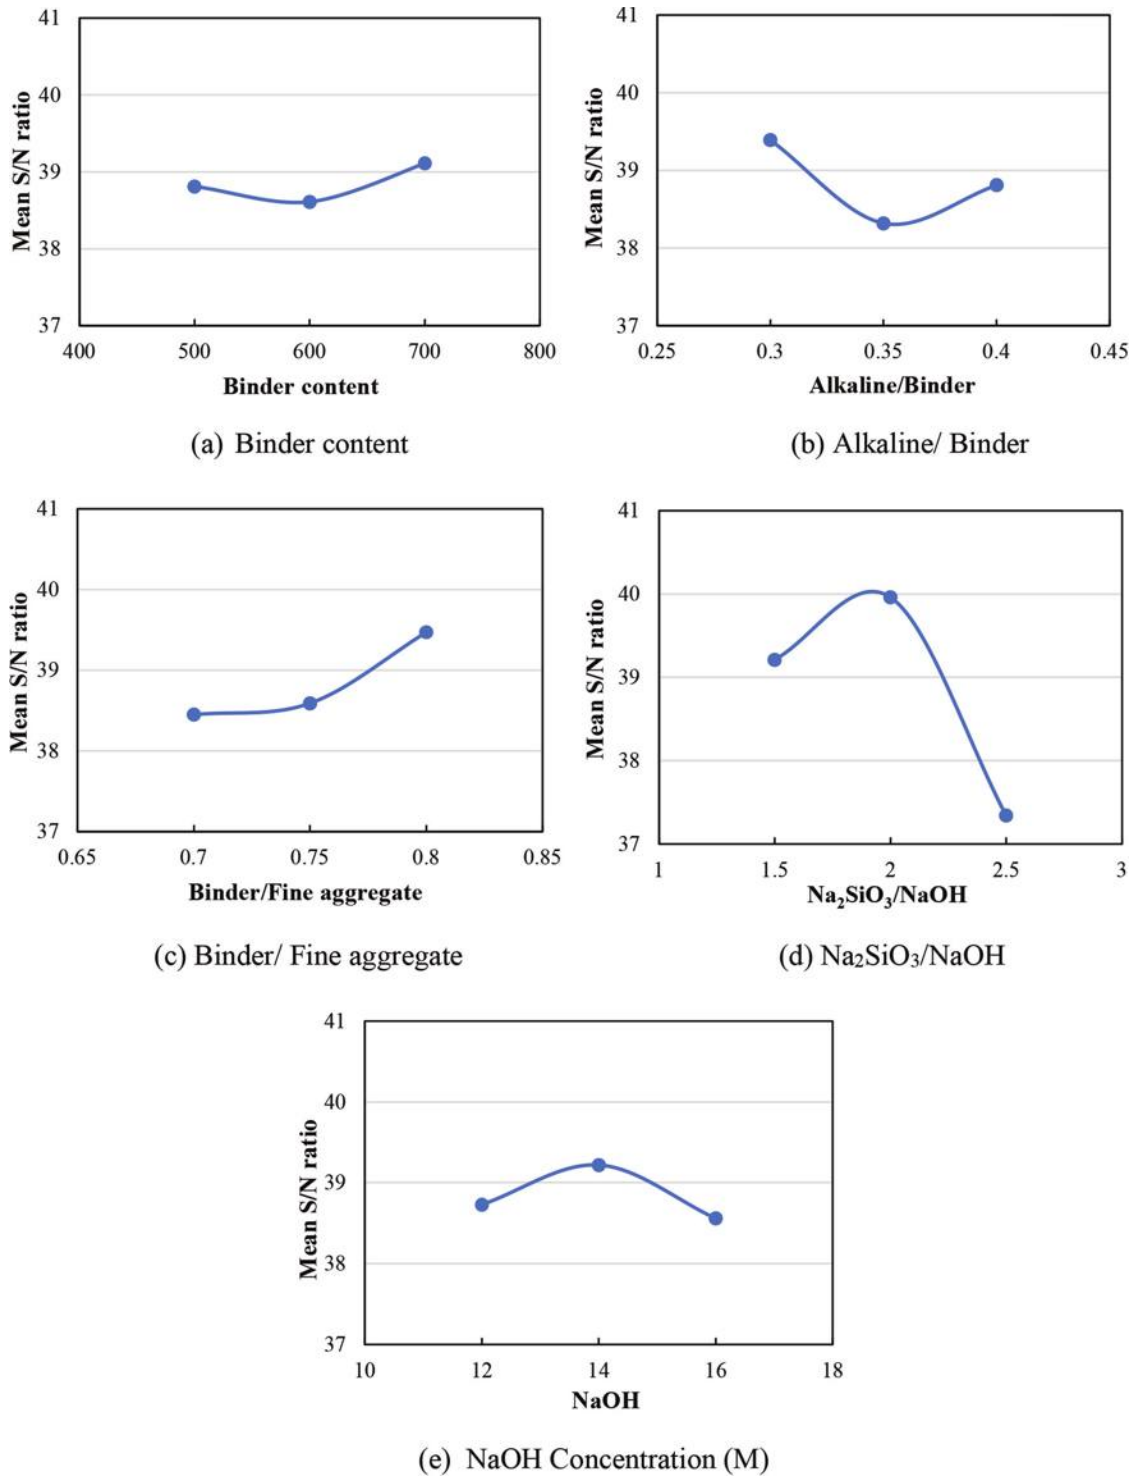 41
40
39
38
37
Mean S/N ratio
400 500 600 700 800
Binder content
(a) Binder content
41
40
39
38
37
Mean S/N ratio
0.25 0.3 0.35 0.4 0.45
Alkaline/Binder
(b) Alkaline/ Binder
41
40
39
38
37
Mean S/N ratio
0.65 0.7 0.75 0.8 0.85
Binder/Fine aggregate
(c) Binder/ Fine aggregate
41
40
39
38
37
Mean S/N ratio
1 1.5 2 2.5 3
Na₂SiO₃/NaOH
(d) Na₂SiO₃/NaOH
41
40
39
38
37
Mean S/N ratio
10 12 14 16 18
NaOH
(e) NaOH Concentration (M)